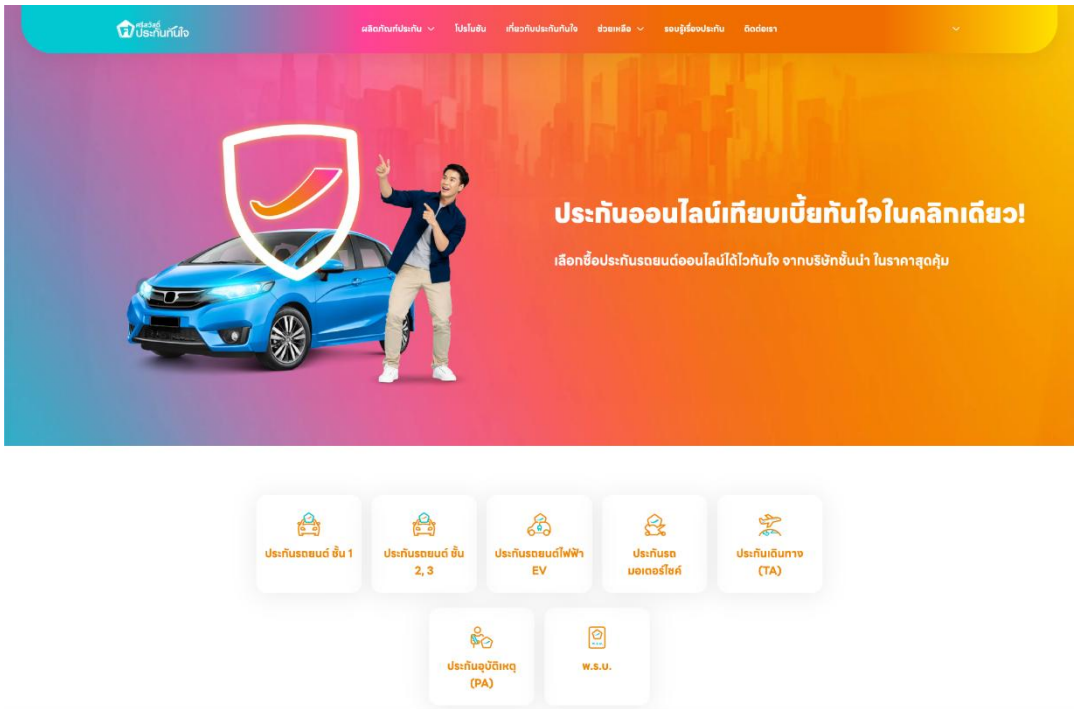 ศรีสวัสดิ์
ประกันทันใจ
ผลิตภัณฑ์ประกัน
โปรโมชัน
เกี่ยวกับประกันทันใจ
ช่วยเหลือ
รอบรู้เรื่องประกัน
ติดต่อเรา
ประกันออนไลน์เทียบเบี้ยทันใจในคลิกเดียว!
เลือกซื้อประกันรถยนต์ออนไลน์ได้ไวทันใจ จากบริษัทชั้นนำ ในราคาสุดคุ้ม
ประกันรถยนต์ ชั้น 1
ประกันรถยนต์ ชั้น
2, 3
ประกันรถยนต์ไฟฟ้า
EV
ประกันรถ
มอเตอร์ไซค์
ประกันเดินทาง
(TA)
ประกันอุบัติเหตุ
(PA)
พ.ร.บ.